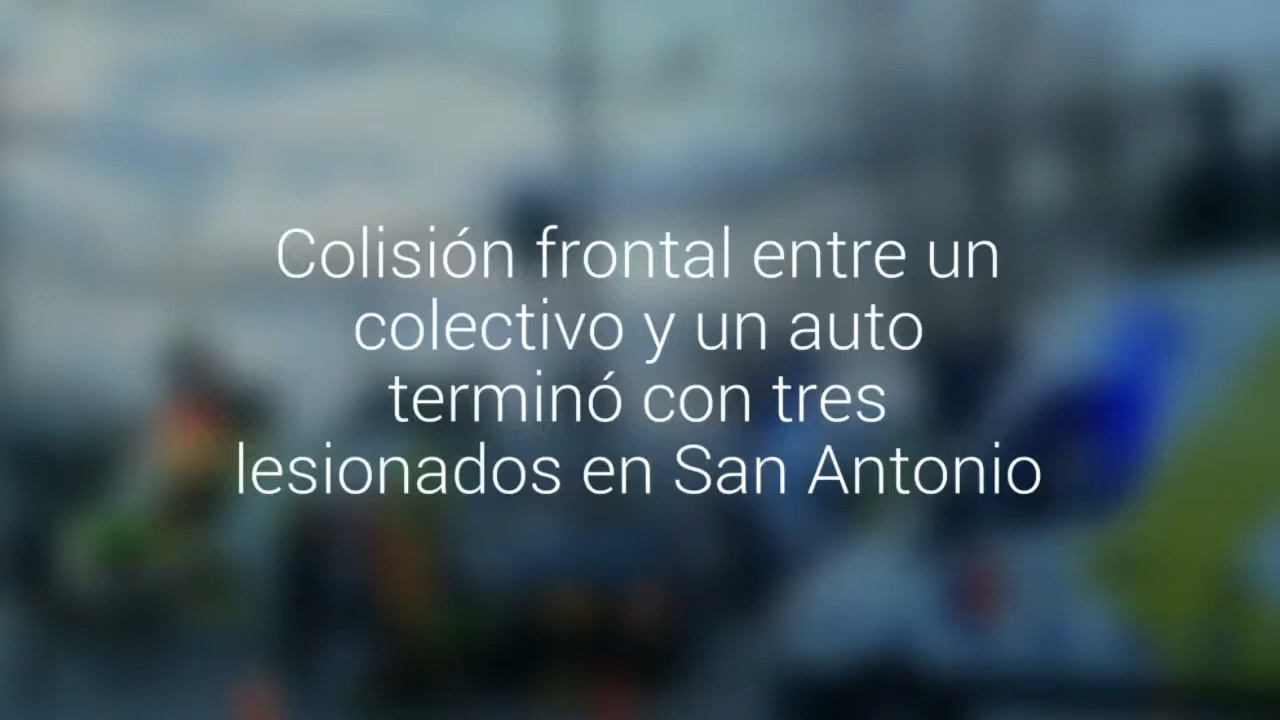 Colisión frontal entre un
colectivo y un auto
terminó con tres
lesionados en San Antonio